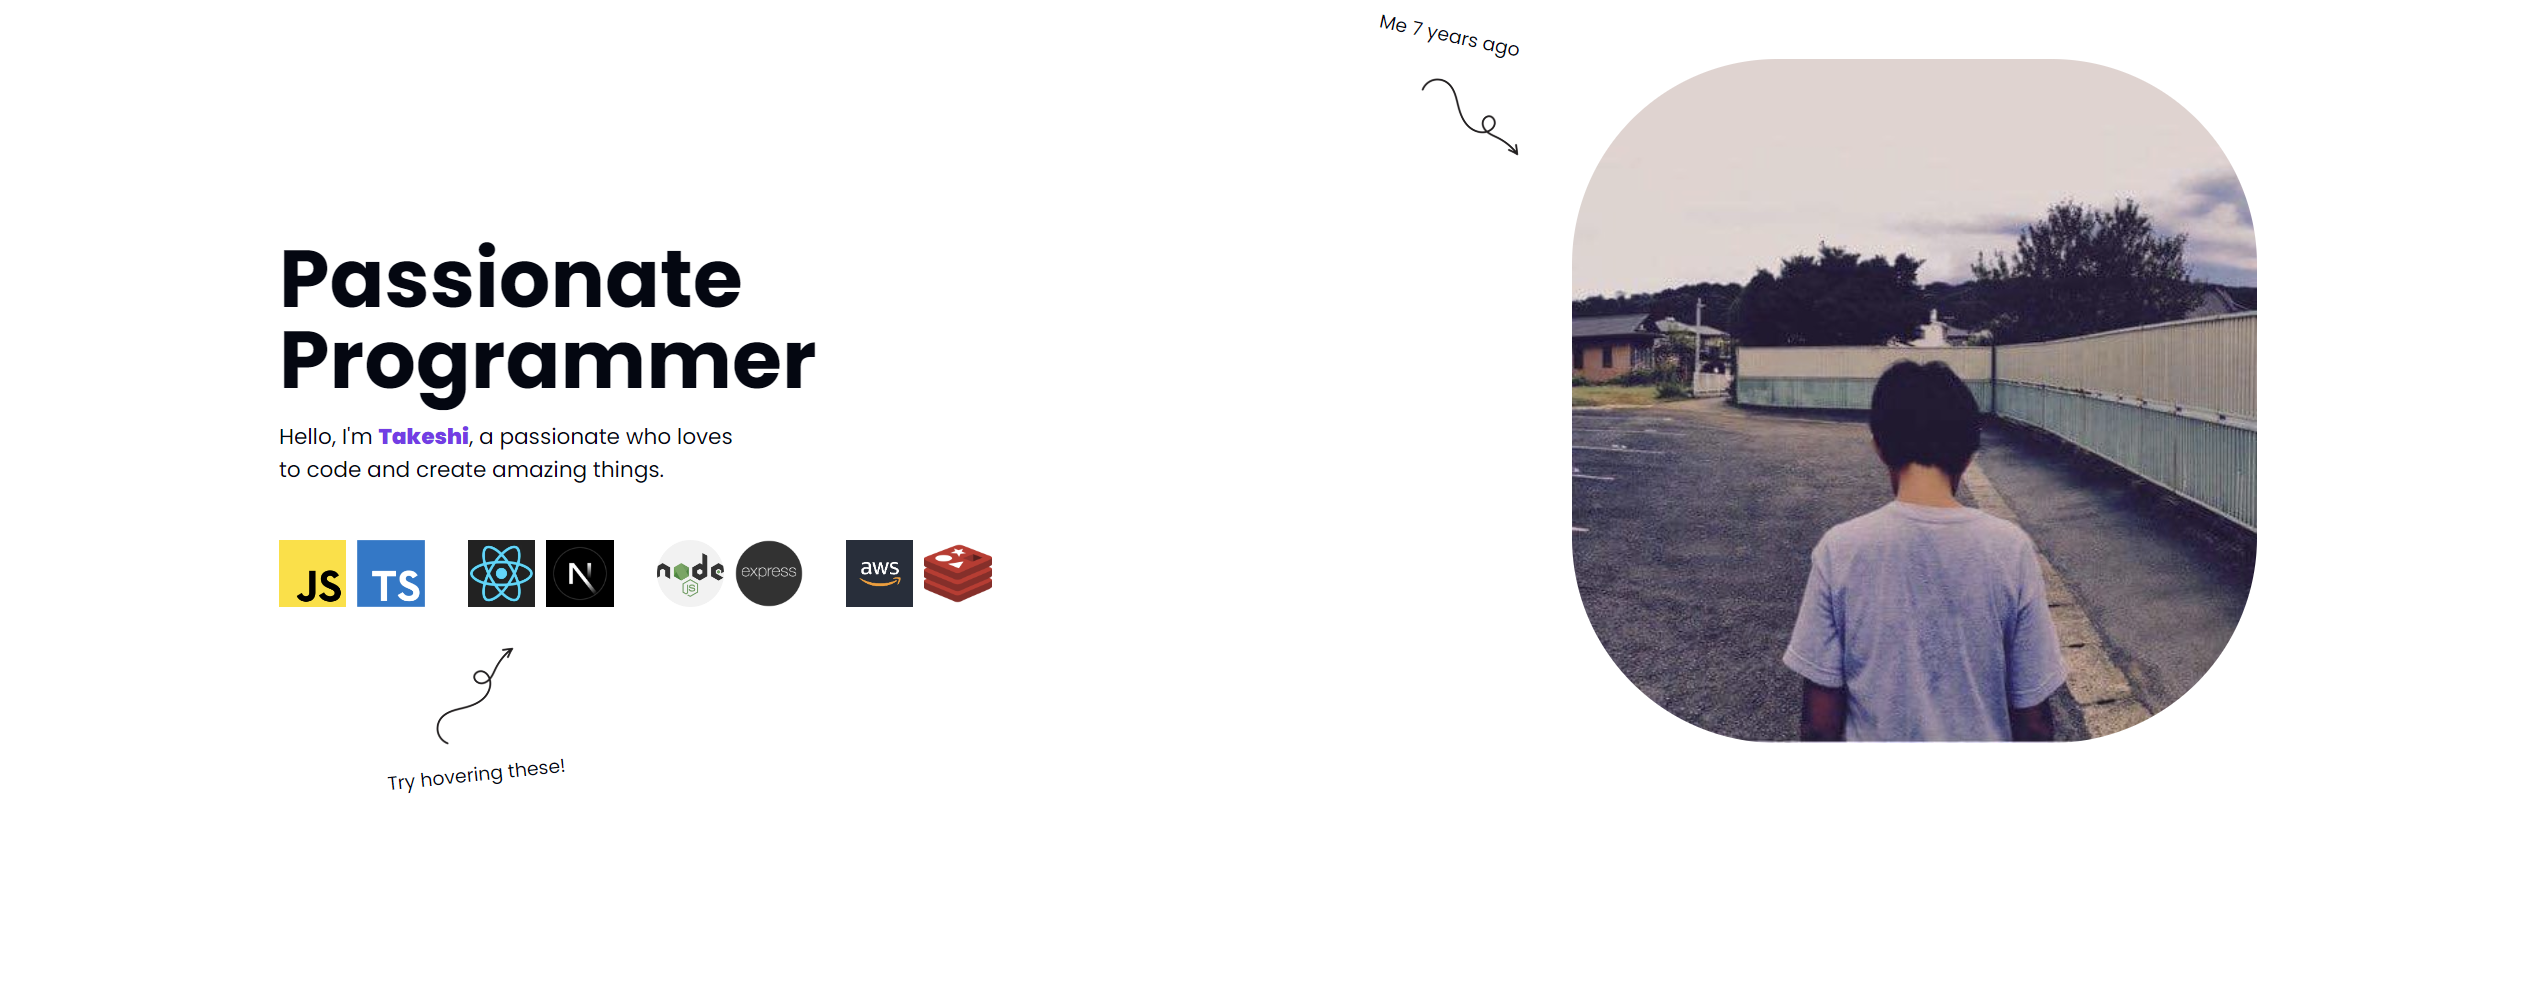 Me 7 years ago
Passionate
Programmer
Hello, I'm Takeshi, a passionate who loves
to code and create amazing things.
JS TS N node JS express aws
Try hovering these!